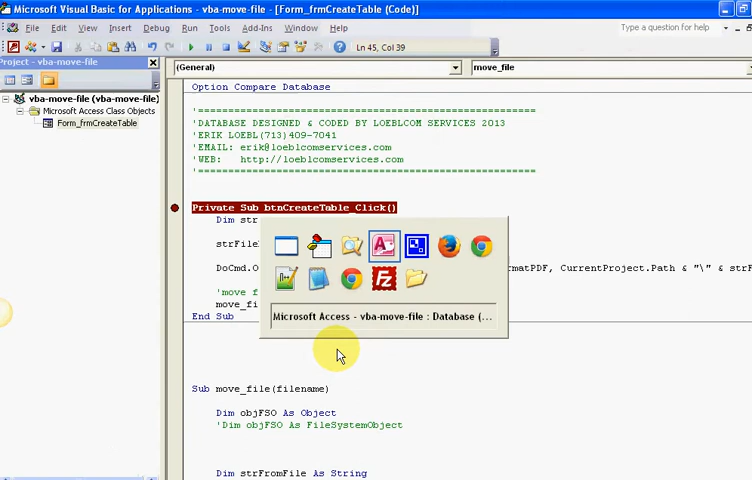 Microsoft Visual Basic for Applications - vba-move-file - [Form_frmCreateTable (Code)]
File Edit View Insert Debug Run Tools Add-Ins Window Help
Type a question for help
Ln 45, Col 39
Project - vba-move-file
(General) move_file
vba-move-file (vba-move-file)
Microsoft Access Class Objects
Form_frmCreateTable
Option Compare Database
'==========================================================
'DATABASE DESIGNED & CODED BY LOEBLCOM SERVICES 2013
'ERIK LOEBL(713)409-7041
'EMAIL: erik@loeblcomservices.com
'WEB: http://loeblcomservices.com
'==========================================================
Private Sub btnCreateTable_Click()
Dim str
strFile
DoCmd.O rmatPDF, CurrentProject.Path & "\" & strF
'move f
move_f
End Sub
Microsoft Access - vba-move-file : Database (...
Sub move_file(filename)
Dim objFSO As Object
'Dim objFSO As FileSystemObject
Dim strFromFile As String